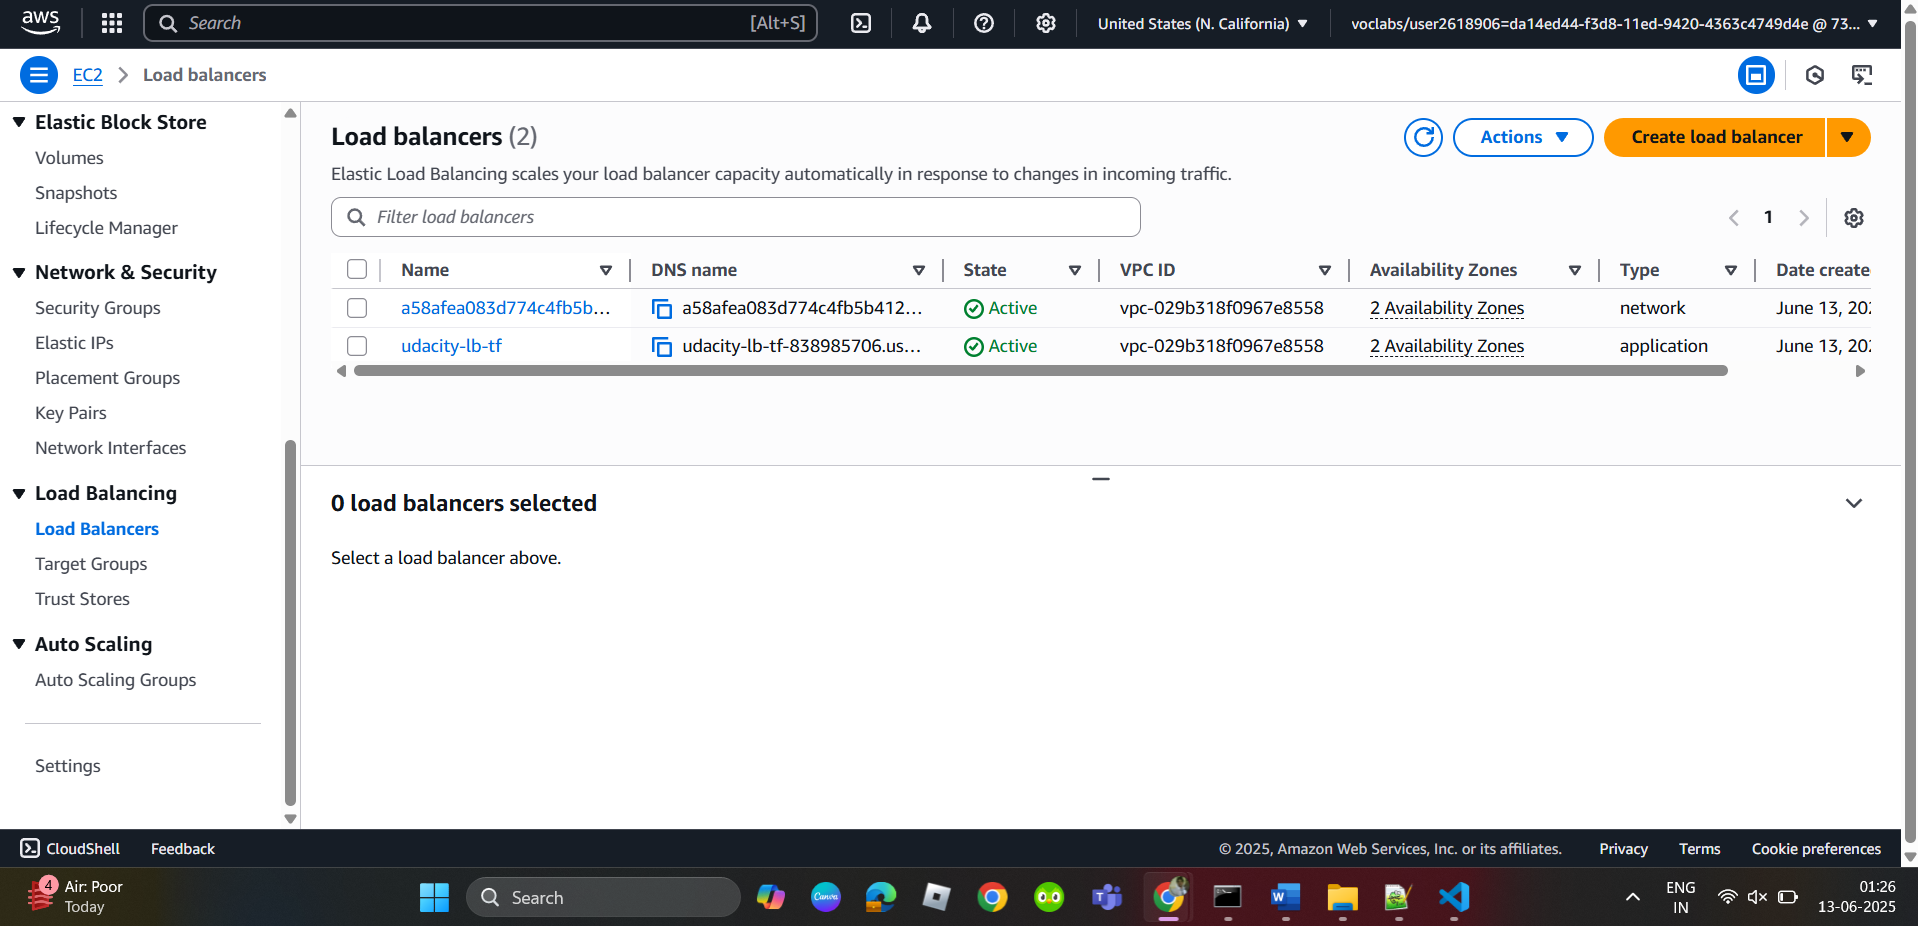 aws
Search [Alt+S]
United States (N. California)
voclabs/user2618906=da14ed44-f3d8-11ed-9420-4363c4749d4e @ 73...
EC2 Load balancers
Elastic Block Store
Volumes
Snapshots
Lifecycle Manager
Network & Security
Security Groups
Elastic IPs
Placement Groups
Key Pairs
Network Interfaces
Load Balancing
Load Balancers
Target Groups
Trust Stores
Auto Scaling
Auto Scaling Groups
Settings
Load balancers (2)
Actions
Create load balancer
Elastic Load Balancing scales your load balancer capacity automatically in response to changes in incoming traffic.
Filter load balancers
1
Name DNS name State VPC ID Availability Zones Type Date create
a58afea083d774c4fb5b... a58afea083d774c4fb5b412... Active vpc-029b318f0967e8558 2 Availability Zones network June 13, 202
udacity-lb-tf udacity-lb-tf-838985706.us... Active vpc-029b318f0967e8558 2 Availability Zones application June 13, 202
0 load balancers selected
Select a load balancer above.
CloudShell Feedback © 2025, Amazon Web Services, Inc. or its affiliates. Privacy Terms Cookie preferences
4
Air: Poor
Today
Search
Canva
ENG
IN
01:26
13-06-2025